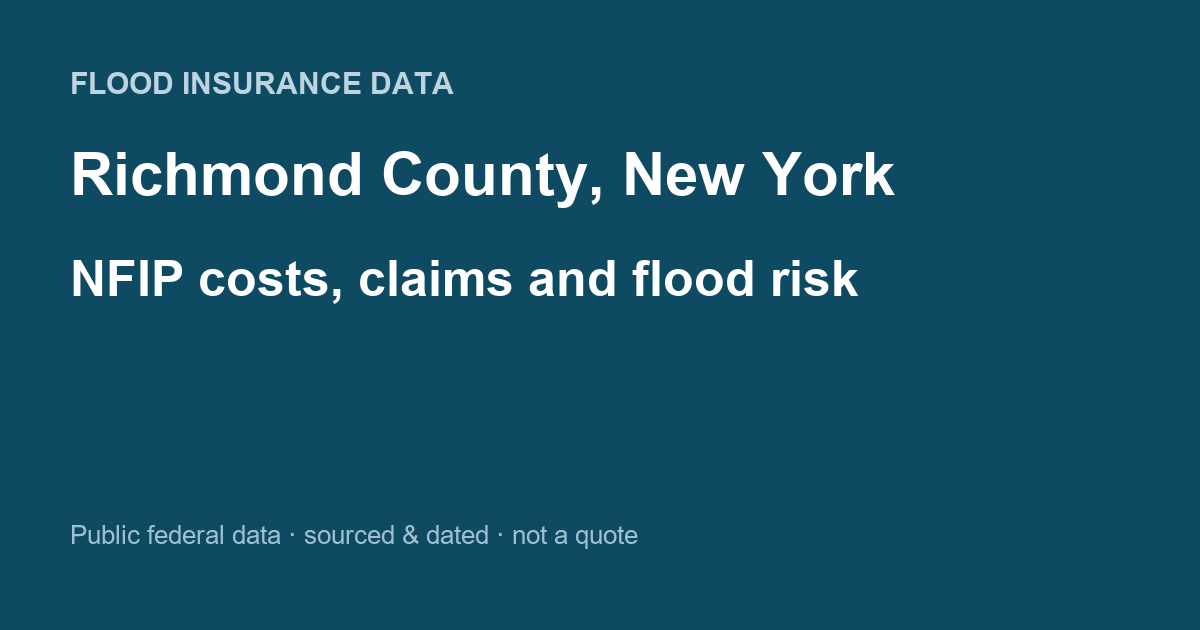 FLOOD INSURANCE DATA
Richmond County, New York
NFIP costs, claims and flood risk
Public federal data · sourced & dated · not a quote